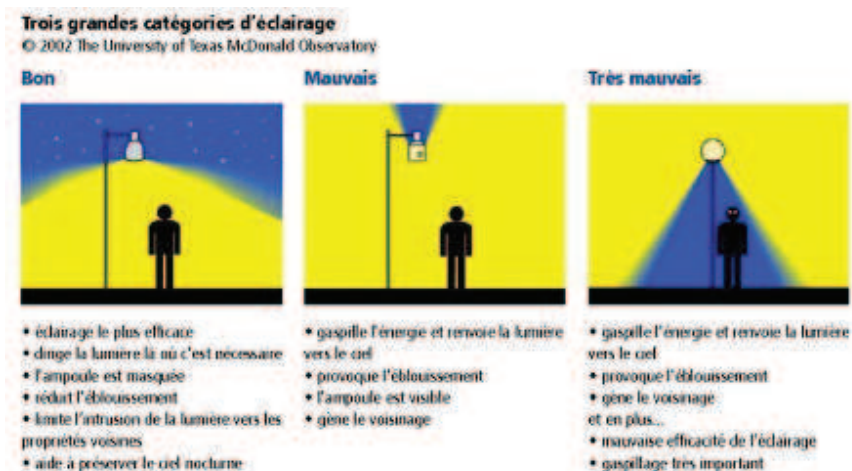 Trois grandes catégories d'éclairage
© 2002 The University of Texas McDonald Observatory
Bon
• éclairage le plus efficace
• dirige la lumière là où c'est nécessaire
• l'ampoule est masquée
• réduit l'éblouissement
• limite l'intrusion de la lumière vers les
propriétés voisines
• aide à préserver le ciel nocturne
Mauvais
• gaspille l'énergie et renvoie la lumière
vers le ciel
• provoque l'éblouissement
• l'ampoule est visible
• gêne le voisinage
Très mauvais
• gaspille l'énergie et renvoie la lumière
vers le ciel
• provoque l'éblouissement
• gêne le voisinage
et en plus...
• mauvaise efficacité de l'éclairage
• gaspillage très important